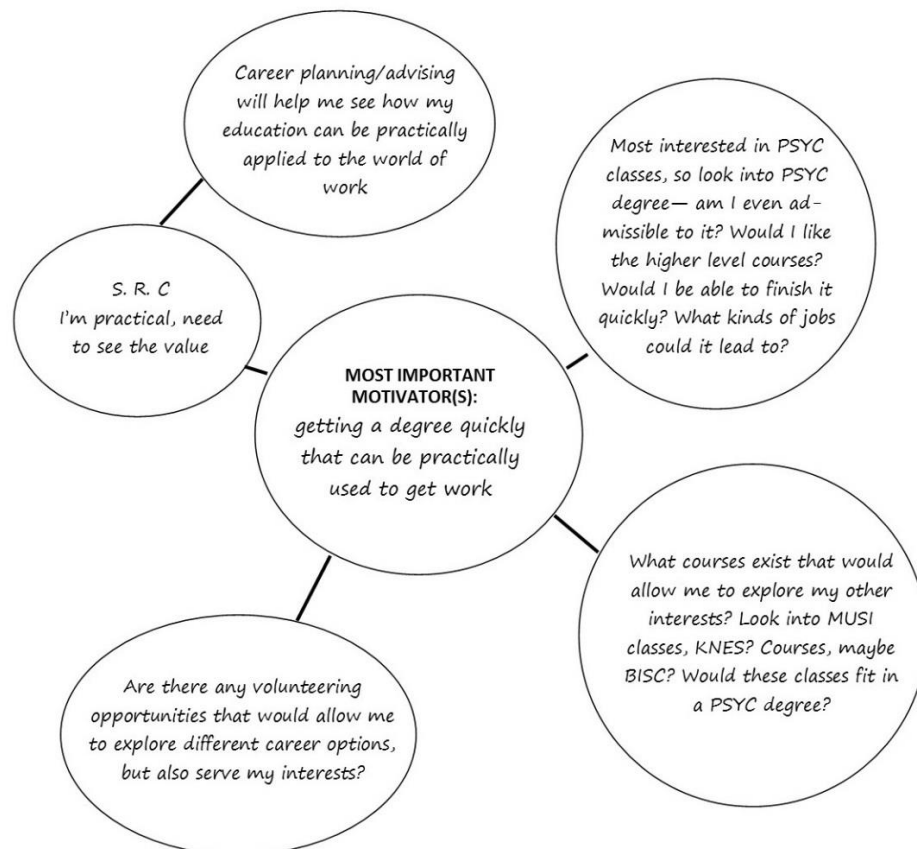 Career planning/advising
will help me see how my
education can be practically
applied to the world of
work
Most interested in PSYC
classes, so look into PSYC
degree— am I even ad-
missible to it? Would I like
the higher level courses?
Would I be able to finish it
quickly? What kinds of jobs
could it lead to?
S. R. C
I'm practical, need
to see the value
MOST IMPORTANT
MOTIVATOR(S):
getting a degree quickly
that can be practically
used to get work
What courses exist that would
allow me to explore my other
interests? Look into MUSI
classes, KNES? Courses, maybe
BISC? Would these classes fit in
a PSYC degree?
Are there any volunteering
opportunities that would allow me
to explore different career options,
but also serve my interests?